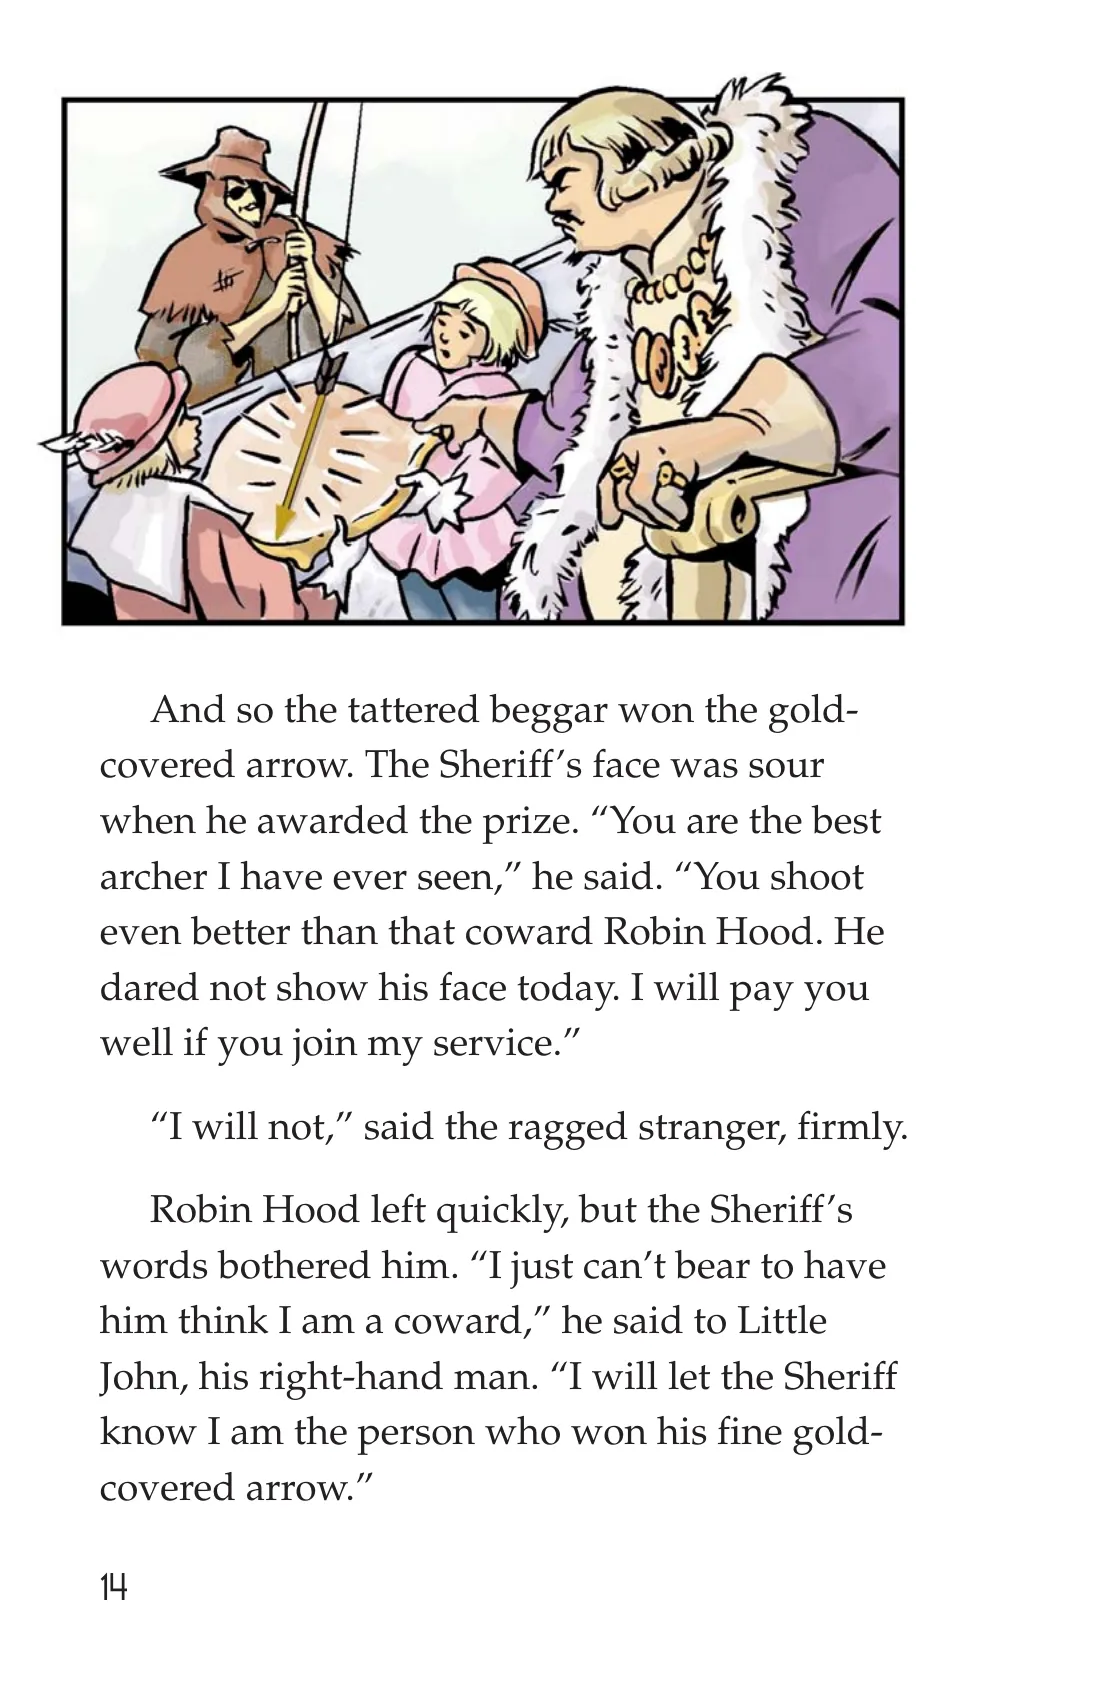 And so the tattered beggar won the gold-
covered arrow. The Sheriff’s face was sour
when he awarded the prize. “You are the best
archer I have ever seen,” he said. “You shoot
even better than that coward Robin Hood. He
dared not show his face today. I will pay you
well if you join my service.”
“I will not,” said the ragged stranger, firmly.
Robin Hood left quickly, but the Sheriff’s
words bothered him. “I just can’t bear to have
him think I am a coward,” he said to Little
John, his right-hand man. “I will let the Sheriff
know I am the person who won his fine gold-
covered arrow.”
14